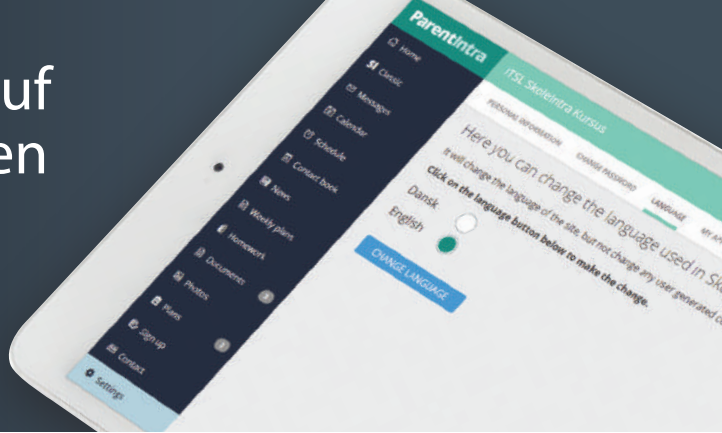 uf
en
ParentIntra
Home
SI Classic
Messages
Calendar
Schedule
Contact book
News
Weekly plans
Homework
Documents
Photos
Plans
Sign up
Contact
Settings
iTSL SkoleIntra Kursus
PERSONAL INFORMATION CHANGE PASSWORD LANGUAGE MY
Here you can change the language used in Sk
It will change the language of the site, but not change any user generated co
Click on the language button below to make the change.
Dansk
English
CHANGE LANGUAGE